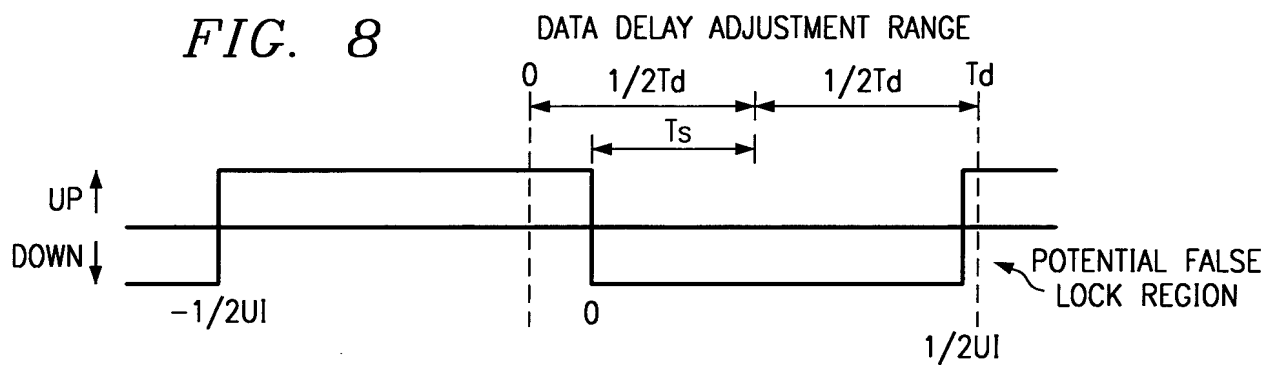 FIG. 8
DATA DELAY ADJUSTMENT RANGE
0 1/2Td 1/2Td Td
Ts
UP
DOWN
-1/2UI 0 1/2UI
POTENTIAL FALSE
LOCK REGION